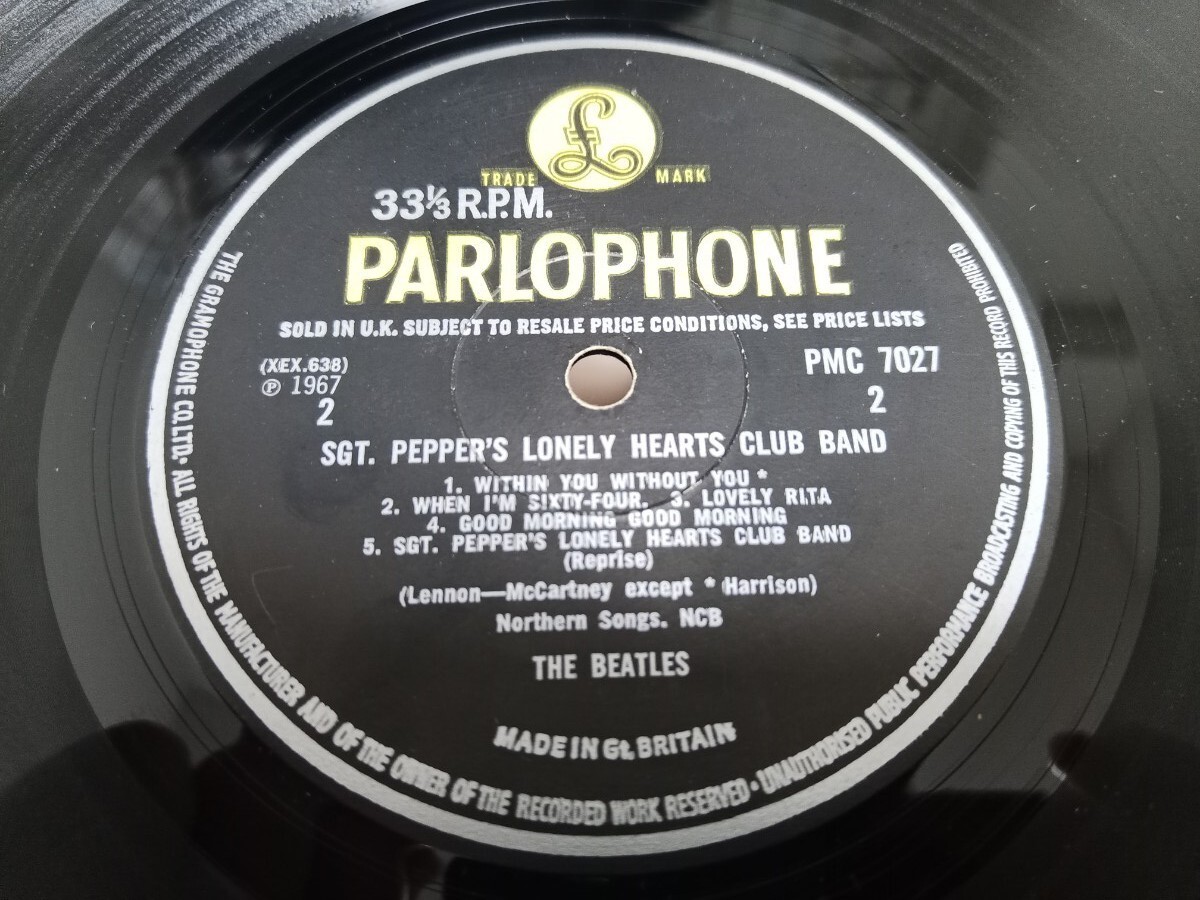 £
TRADE MARK
33⅓ R.P.M.
PARLOPHONE
SOLD IN U.K. SUBJECT TO RESALE PRICE CONDITIONS, SEE PRICE LISTS
(XEX.638)
℗ 1967
2
PMC 7027
2
SGT. PEPPER'S LONELY HEARTS CLUB BAND
1. WITHIN YOU WITHOUT YOU *
2. WHEN I'M SIXTY-FOUR. 3. LOVELY RITA
4. GOOD MORNING GOOD MORNING
5. SGT. PEPPER'S LONELY HEARTS CLUB BAND
(Reprise)
(Lennon—McCartney except * Harrison)
Northern Songs. NCB
THE BEATLES
MADE IN Gt. BRITAIN
THE GRAMOPHONE CO. LTD. · ALL RIGHTS OF THE MANUFACTURER AND OF THE OWNER OF THE RECORDED WORK RESERVED · UNAUTHORISED PUBLIC PERFORMANCE BROADCASTING AND COPYING OF THIS RECORD PROHIBITED